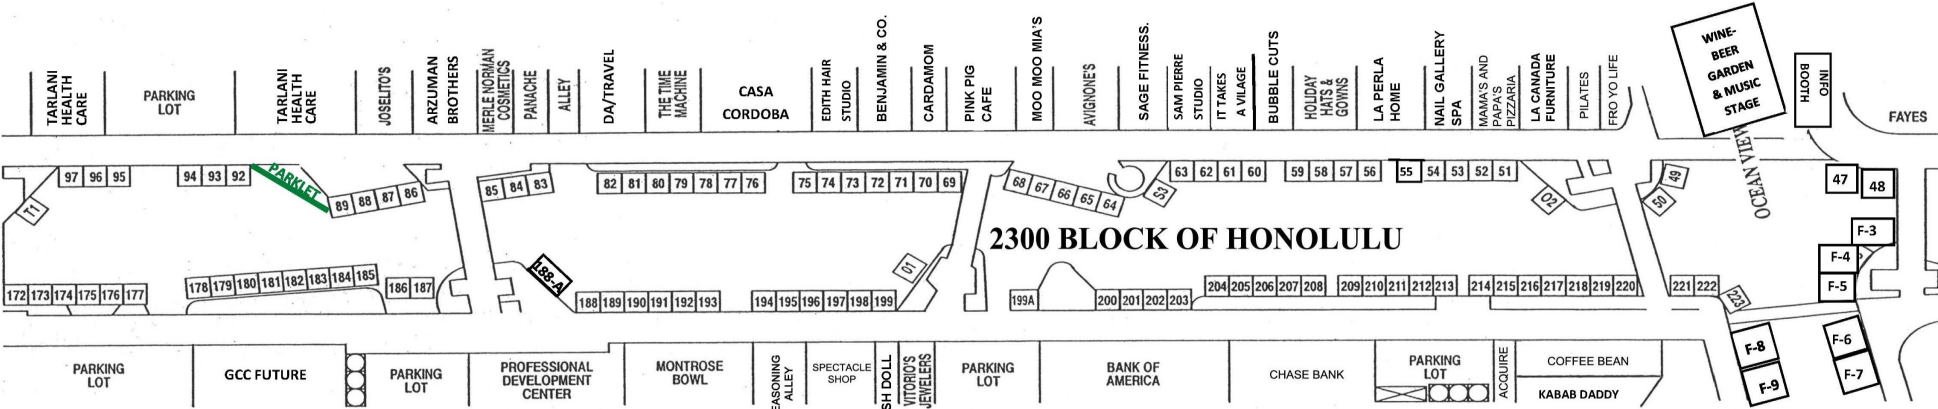 TARLANI
HEALTH
CARE
PARKING
LOT
TARLANI
HEALTH
CARE
JOSELITO'S
ARZUMAN
BROTHERS
MERLE NORMAN
COSMETICS
PANACHE
ALLEY
DA/TRAVEL
THE TIME
MACHINE
CASA
CORDOBA
EDITH HAIR
STUDIO
BENJAMIN & CO.
CARDAMOM
PINK PIG
CAFE
MOO MOO MIA'S
AVIGNONE'S
SAGE FITNESS.
SAM PIERRE
STUDIO
IT TAKES
A VILAGE
BUBBLE CUTS
HOLIDAY
HATS &
GOWNS
LA PERLA
HOME
NAIL GALLERY
SPA
MAMA'S AND
PAPA'S
PIZZARIA
LA CANADA
FURNITURE
PILATES
FRO YO LIFE
WINE-
BEER
GARDEN
& MUSIC
STAGE
INFO
BOOTH
FAYES
OCEAN VIEW
T1
97 96 95
94 93 92
PARKLET
89 88 87 86
85 84 83
82 81 80 79 78 77 76
75 74 73 72 71 70 69
68 67 66 65 64
S3
63 62 61 60
59 58 57 56
55
54 53 52 51
O2
50
49
47
48
2300 BLOCK OF HONOLULU
F-3
F-4
F-5
172 173 174 175 176 177
178 179 180 181 182 183 184 185
186 187
188-A
188 189 190 191 192 193
194 195 196 197 198 199
O1
199A
200 201 202 203
204 205 206 207 208
209 210 211 212 213
214 215 216 217 218 219 220
221 222
223
F-8
F-9
F-6
F-7
PARKING
LOT
GCC FUTURE
PARKING
LOT
PROFESSIONAL
DEVELOPMENT
CENTER
MONTROSE
BOWL
EASONING
ALLEY
SPECTACLE
SHOP
SH DOLL
VITORIO'S
JEWELERS
PARKING
LOT
BANK OF
AMERICA
CHASE BANK
PARKING
LOT
ACQUIRE
COFFEE BEAN
KABAB DADDY